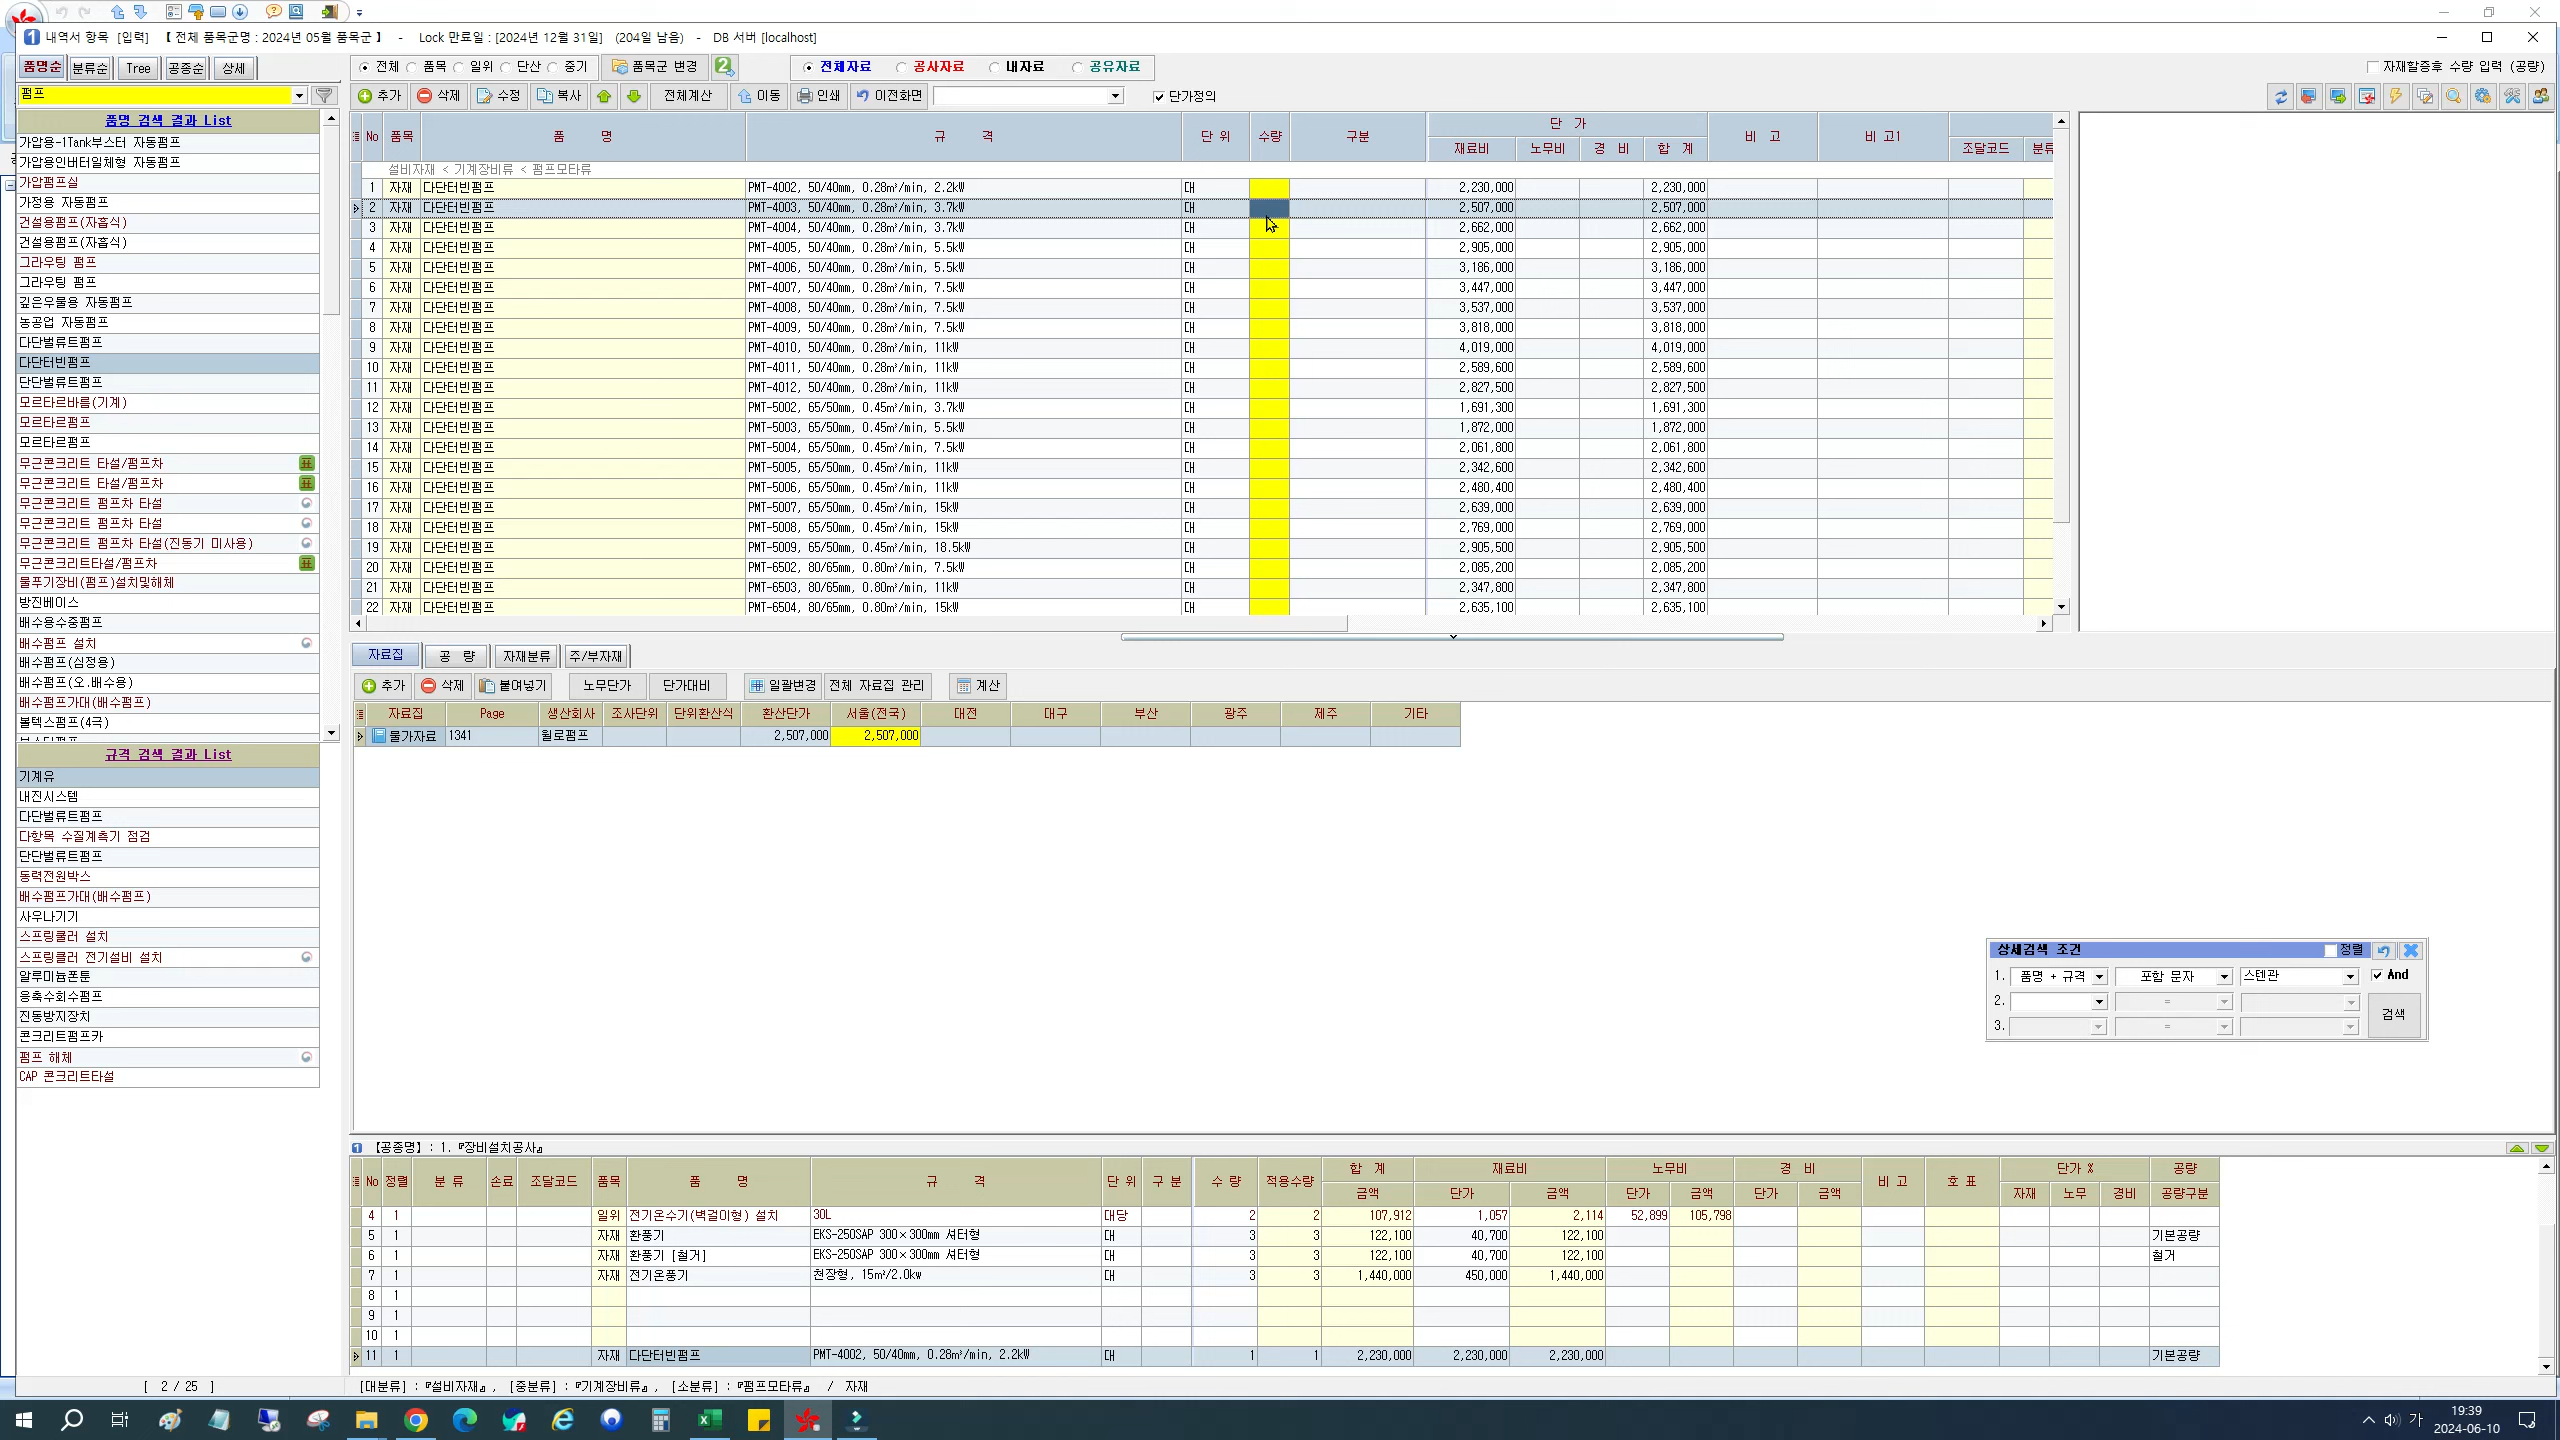 내역서 항목 [입력] 【 전체 품목군명 : 2024년 05월 품목군 】 - Lock 만료일 : [2024년 12월 31일] (204일 남음) - DB 서버 [localhost]
품명순 분류순 Tree 공종순 상세 전체 품목 일위 단산 중기 품목군 변경 전체자료 공사자료 내자료 공유자료 자재할증후 수량 입력 (공량)
펌프 추가 삭제 수정 복사 전체계산 이동 인쇄 이전화면 단가정의
품명 검색 결과 List
가압용-1Tank부스터 자동펌프
가압용인버터일체형 자동펌프
가압펌프실
가정용 자동펌프
건설용펌프(자흡식)
건설용펌프(자흡식)
그라우팅 펌프
그라우팅 펌프
깊은우물용 자동펌프
농공업 자동펌프
다단벌류트펌프
다단터빈펌프
단단벌류트펌프
모르타르바름(기계)
모르타르펌프
모르타르펌프
무근콘크리트 타설/펌프차
무근콘크리트 타설/펌프차
무근콘크리트 펌프차 타설
무근콘크리트 펌프차 타설
무근콘크리트 펌프차 타설(진동기 미사용)
무근콘크리트타설/펌프차
물푸기장비(펌프)설치및해체
방진베이스
배수용수중펌프
배수펌프 설치
배수펌프(심정용)
배수펌프(오.배수용)
배수펌프가대(배수펌프)
볼텍스펌프(4극)
규격 검색 결과 List
기계유
내진시스템
다단벌류트펌프
다항목 수질계측기 점검
단단벌류트펌프
동력전원박스
배수펌프가대(배수펌프)
사우나기기
스프링쿨러 설치
스프링클러 전기설비 설치
알루미늄폰툰
응축수회수펌프
진동방지장치
콘크리트펌프카
펌프 해체
CAP 콘크리트타설
[ 2 / 25 ]
No 품목 품 명 규 격 단 위 수량 구분 단 가 비 고 비 고1
재료비 노무비 경 비 합 계 조달코드 분류
설비자재 < 기계장비류 < 펌프모타류
1 자재 다단터빈펌프 PMT-4002, 50/40mm, 0.28㎥/min, 2.2kW 대 2,230,000 2,230,000
2 자재 다단터빈펌프 PMT-4003, 50/40mm, 0.28㎥/min, 3.7kW 대 2,507,000 2,507,000
3 자재 다단터빈펌프 PMT-4004, 50/40mm, 0.28㎥/min, 3.7kW 대 2,662,000 2,662,000
4 자재 다단터빈펌프 PMT-4005, 50/40mm, 0.28㎥/min, 5.5kW 대 2,905,000 2,905,000
5 자재 다단터빈펌프 PMT-4006, 50/40mm, 0.28㎥/min, 5.5kW 대 3,186,000 3,186,000
6 자재 다단터빈펌프 PMT-4007, 50/40mm, 0.28㎥/min, 7.5kW 대 3,447,000 3,447,000
7 자재 다단터빈펌프 PMT-4008, 50/40mm, 0.28㎥/min, 7.5kW 대 3,537,000 3,537,000
8 자재 다단터빈펌프 PMT-4009, 50/40mm, 0.28㎥/min, 7.5kW 대 3,818,000 3,818,000
9 자재 다단터빈펌프 PMT-4010, 50/40mm, 0.28㎥/min, 11kW 대 4,019,000 4,019,000
10 자재 다단터빈펌프 PMT-4011, 50/40mm, 0.28㎥/min, 11kW 대 2,589,600 2,589,600
11 자재 다단터빈펌프 PMT-4012, 50/40mm, 0.28㎥/min, 11kW 대 2,827,500 2,827,500
12 자재 다단터빈펌프 PMT-5002, 65/50mm, 0.45㎥/min, 3.7kW 대 1,691,300 1,691,300
13 자재 다단터빈펌프 PMT-5003, 65/50mm, 0.45㎥/min, 5.5kW 대 1,872,000 1,872,000
14 자재 다단터빈펌프 PMT-5004, 65/50mm, 0.45㎥/min, 7.5kW 대 2,061,800 2,061,800
15 자재 다단터빈펌프 PMT-5005, 65/50mm, 0.45㎥/min, 11kW 대 2,342,600 2,342,600
16 자재 다단터빈펌프 PMT-5006, 65/50mm, 0.45㎥/min, 11kW 대 2,480,400 2,480,400
17 자재 다단터빈펌프 PMT-5007, 65/50mm, 0.45㎥/min, 15kW 대 2,639,000 2,639,000
18 자재 다단터빈펌프 PMT-5008, 65/50mm, 0.45㎥/min, 15kW 대 2,769,000 2,769,000
19 자재 다단터빈펌프 PMT-5009, 65/50mm, 0.45㎥/min, 18.5kW 대 2,905,500 2,905,500
20 자재 다단터빈펌프 PMT-6502, 80/65mm, 0.80㎥/min, 7.5kW 대 2,085,200 2,085,200
21 자재 다단터빈펌프 PMT-6503, 80/65mm, 0.80㎥/min, 11kW 대 2,347,800 2,347,800
22 자재 다단터빈펌프 PMT-6504, 80/65mm, 0.80㎥/min, 15kW 대 2,635,100 2,635,100
자료집 공 량 자재분류 주/부자재
추가 삭제 붙여넣기 노무단가 단가대비 일괄변경 전체 자료집 관리 계산
자료집 Page 생산회사 조사단위 단위환산식 환산단가 서울(전국) 대전 대구 부산 광주 제주 기타
물가자료 1341 윌로펌프 2,507,000 2,507,000
상세검색 조건 정렬
1. 품명 + 규격 포함 문자 스텐관 And
2. =
3. =
검색
【공종명】 : 1. 『장비설치공사』
No 정렬 분 류 손료 조달코드 품목 품 명 규 격 단 위 구 분 수 량 적용수량 합 계 재료비 노무비 경 비 비 고 호 표 단가 % 공량
금액 단가 금액 단가 금액 단가 금액 자재 노무 경비 공량구분
4 1 일위 전기온수기(벽걸이형) 설치 30L 대당 2 2 107,912 1,057 2,114 52,899 105,798
5 1 자재 환풍기 EKS-250SAP 300×300mm 셔터형 대 3 3 122,100 40,700 122,100 기본공량
6 1 자재 환풍기 [철거] EKS-250SAP 300×300mm 셔터형 대 3 3 122,100 40,700 122,100 철거
7 1 자재 전기온풍기 천장형, 15㎡/2.0kw 대 3 3 1,440,000 450,000 1,440,000
8 1
9 1
10 1
11 1 자재 다단터빈펌프 PMT-4002, 50/40mm, 0.28㎥/min, 2.2kW 대 1 1 2,230,000 2,230,000 2,230,000 기본공량
[대분류] : 『설비자재』, [중분류] : 『기계장비류』, [소분류] : 『펌프모타류』 / 자재
가 19:39
2024-06-10